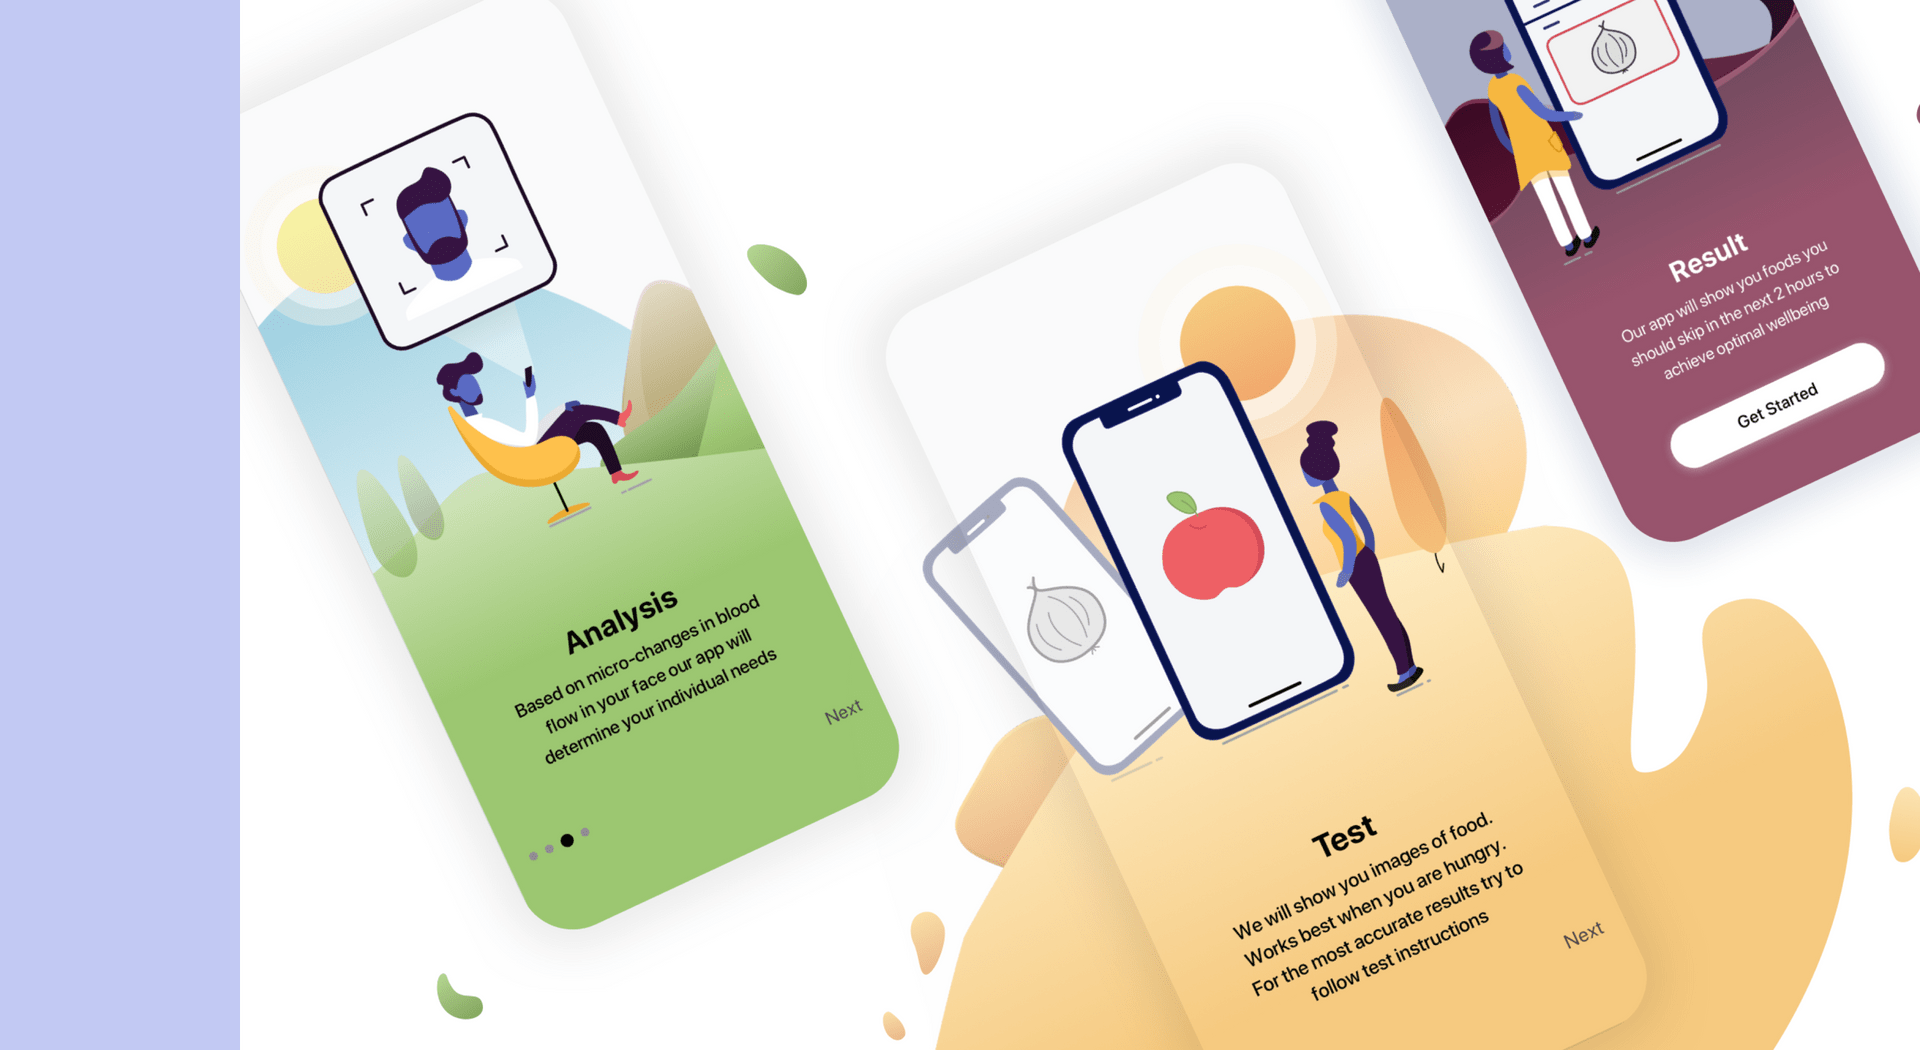 Analysis
Based on micro-changes in blood
flow in your face our app will
determine your individual needs
Next
Test
We will show you images of food.
Works best when you are hungry.
For the most accurate results try to
follow test instructions
Next
Result
Our app will show you foods you
should skip in the next 2 hours to
achieve optimal wellbeing
Get Started